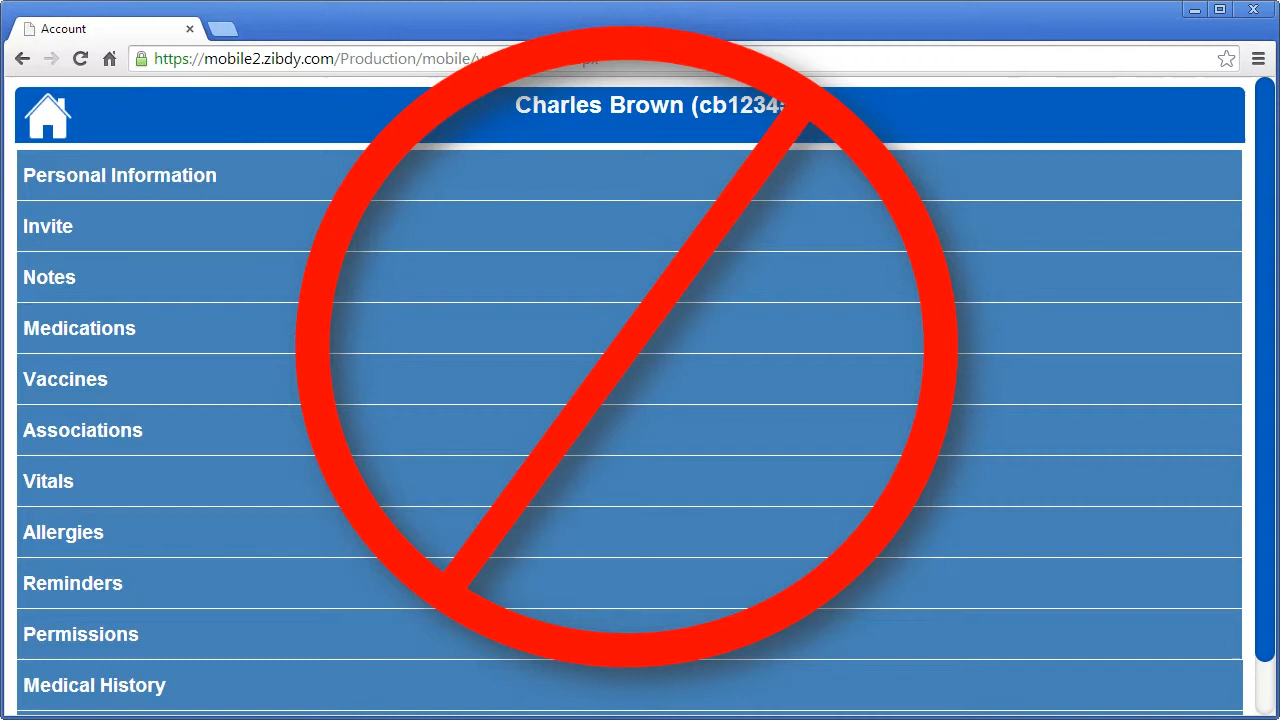 Account
https://mobile2.zibdy.com/Production/mobile/
Charles Brown (cb1234
Personal Information
Invite
Notes
Medications
Vaccines
Associations
Vitals
Allergies
Reminders
Permissions
Medical History